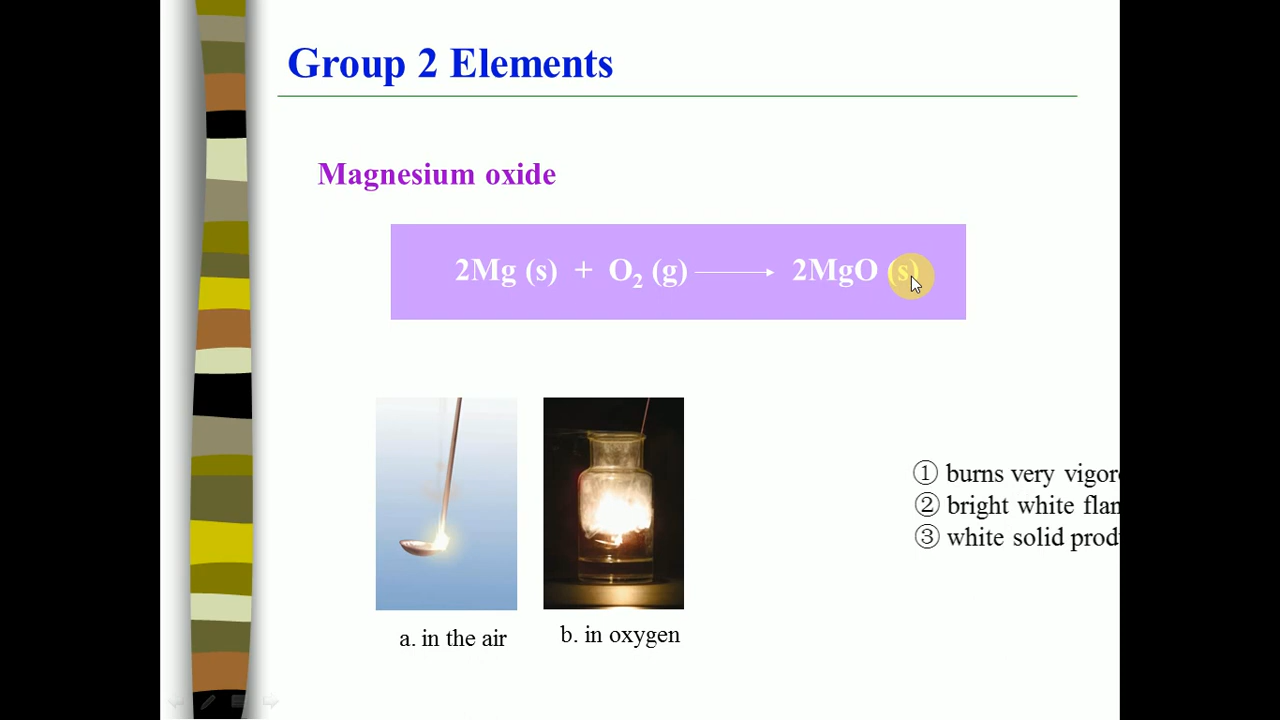 Group 2 Elements
Magnesium oxide
2Mg (s) + O₂ (g) ⟶ 2MgO (s)
① burns very
② bright white
③ white solid
a. in the air
b. in oxygen